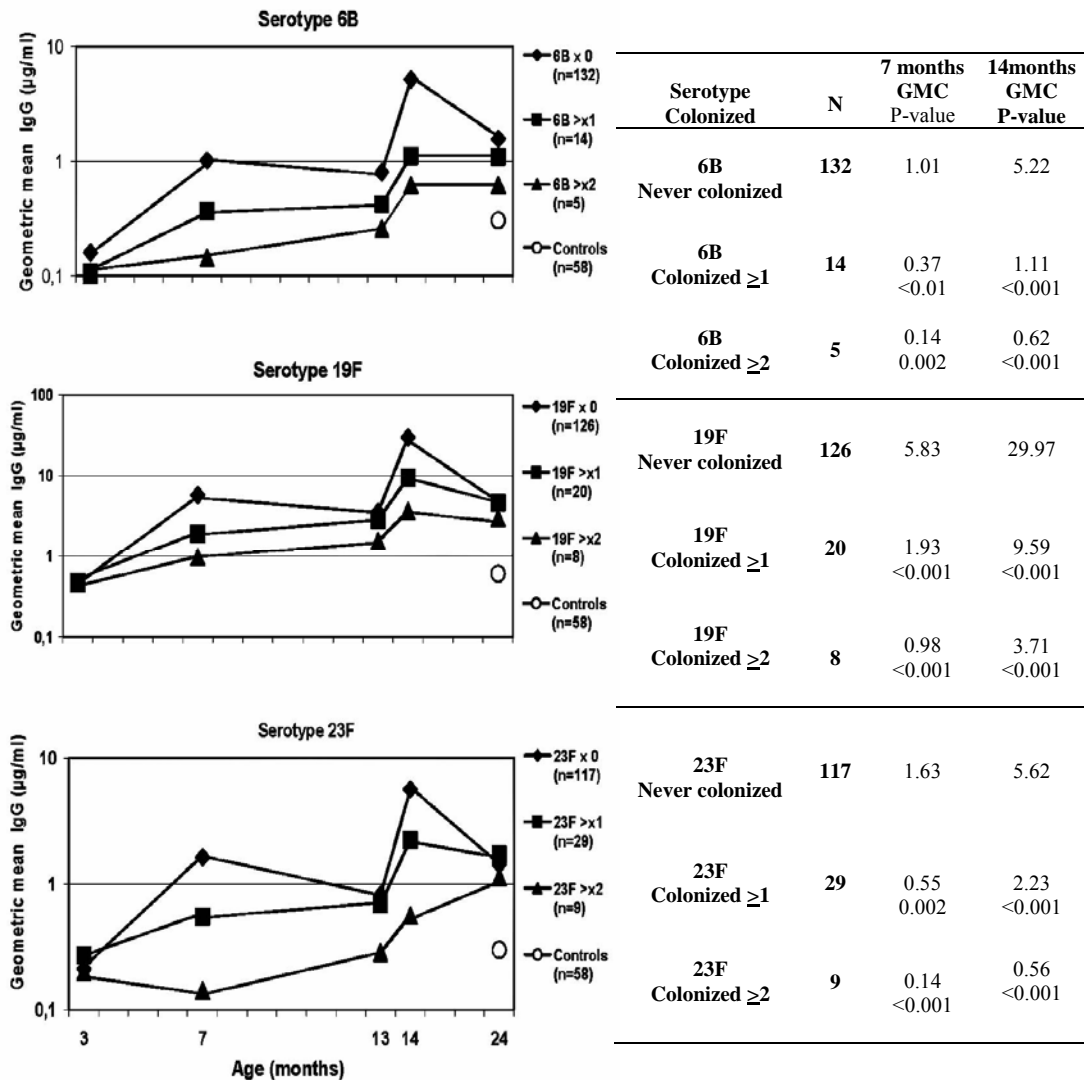 Serotype 6B
Geometric mean IgG (µg/ml)
10
1
0,1
6B x 0
(n=132)
6B >x1
(n=14)
6B >x2
(n=5)
Controls
(n=58)
Serotype 19F
Geometric mean IgG (µg/ml)
100
10
1
0,1
19F x 0
(n=126)
19F >x1
(n=20)
19F >x2
(n=8)
Controls
(n=58)
Serotype 23F
Geometric mean IgG (µg/ml)
10
1
0,1
23F x 0
(n=117)
23F >x1
(n=29)
23F >x2
(n=9)
Controls
(n=58)
3 7 13 14 24
Age (months)
7 months 14months
Serotype N GMC GMC
Colonized P-value P-value
6B 132 1.01 5.22
Never colonized
6B
Colonized ≥1 14 0.37 1.11
<0.01 <0.001
6B 0.14 0.62
Colonized ≥2 5 0.002 <0.001
19F 126 5.83 29.97
Never colonized
19F 20 1.93 9.59
Colonized ≥1 <0.001 <0.001
19F 0.98 3.71
Colonized ≥2 8 <0.001 <0.001
23F 117 1.63 5.62
Never colonized
23F 29 0.55 2.23
Colonized ≥1 0.002 <0.001
23F 9 0.14 0.56
Colonized ≥2 <0.001 <0.001